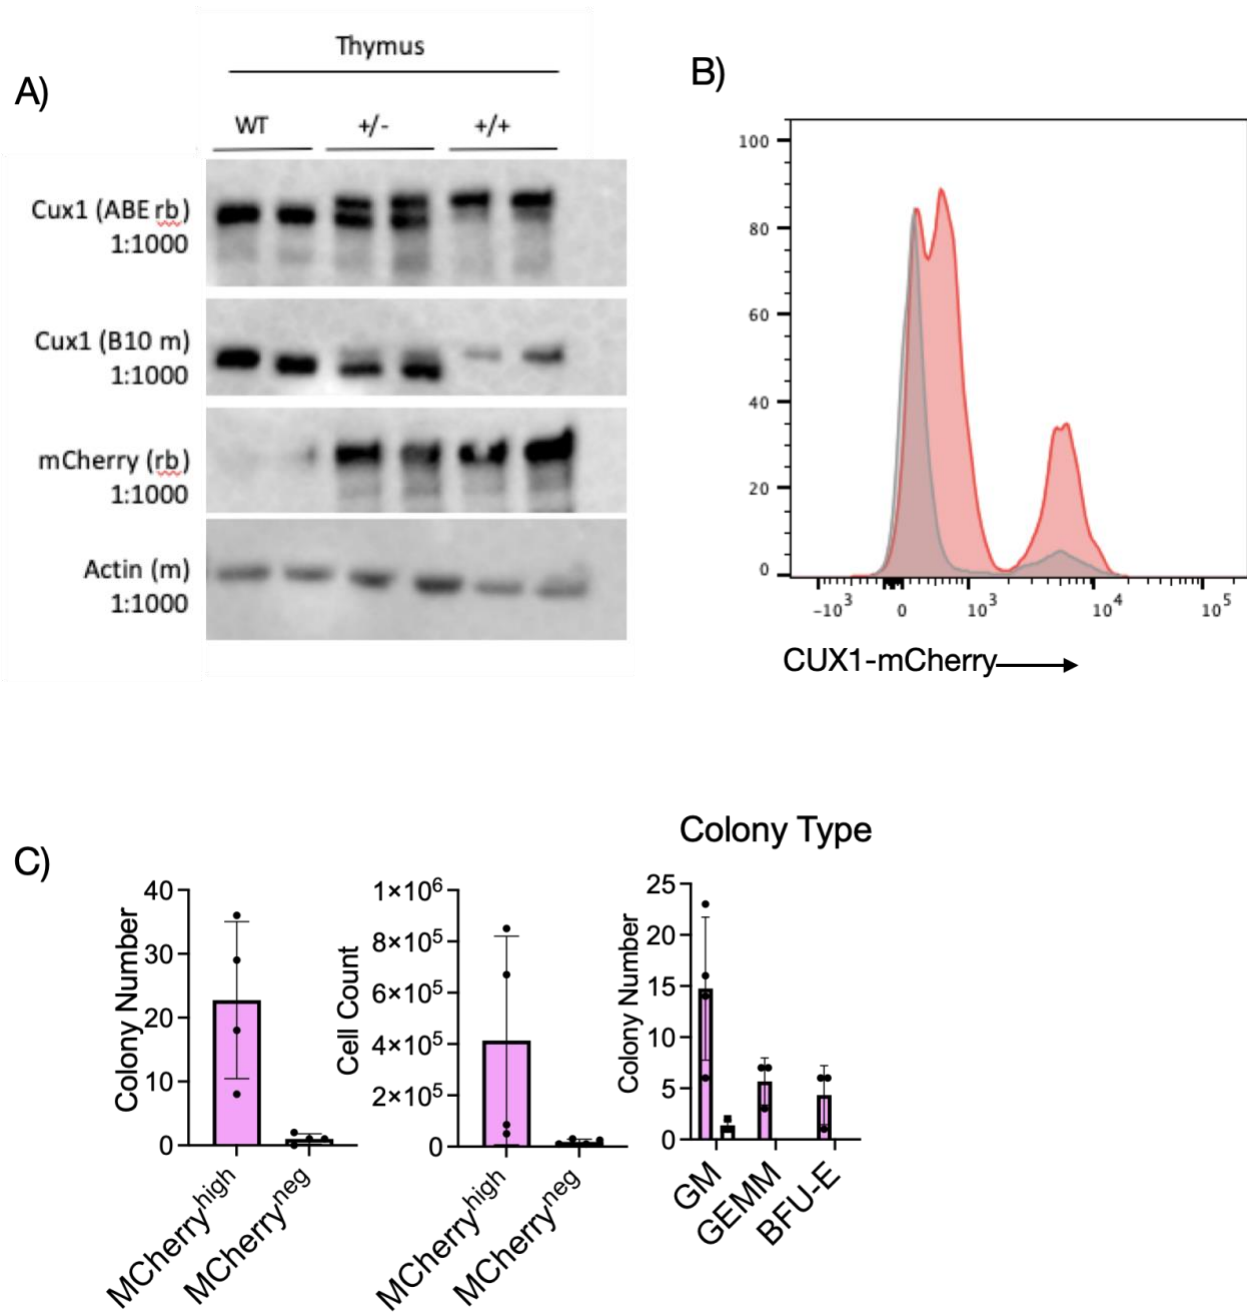 A)
Thymus
WT +/- +/+
Cux1 (ABE rb)
1:1000
Cux1 (B10 m)
1:1000
mCherry (rb)
1:1000
Actin (m)
1:1000
B)
100
80
60
40
20
0
-10³ 0 10³ 10⁴ 10⁵
CUX1-mCherry
C)
Colony Number
40
30
20
10
0
MCherryʰⁱᵍʰ
MCherryⁿᵉᵍ
Cell Count
1×10⁶
8×10⁵
6×10⁵
4×10⁵
2×10⁵
0
MCherryʰⁱᵍʰ
MCherryⁿᵉᵍ
Colony Type
Colony Number
25
20
15
10
5
0
GM
GEMM
BFU-E